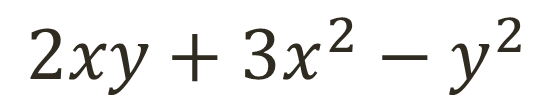 2xy + 3x² − y²